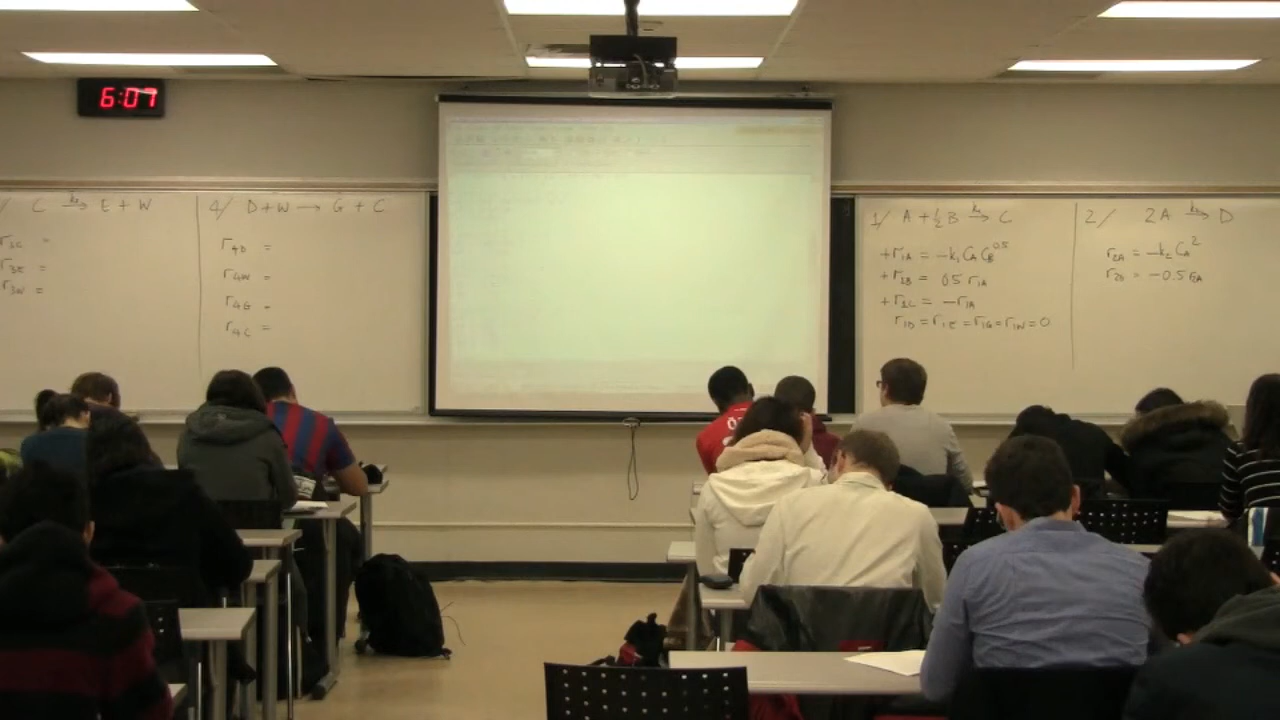 6:07
/ C k₃→ E + W
r₃C =
r₃E =
r₃W =
4/ D + W → G + C
r₄D =
r₄W =
r₄G =
r₄C =
1/ A + ½ B k₁→ C
+r₁A = -k₁ CA CB^0.5
+r₁B = 0.5 r₁A
+r₁C = -r₁A
r₁D = r₁E = r₁G = r₁W = 0
2/ 2A k₂→ D
r₂A = -k₂ CA²
r₂D = -0.5 r₂A